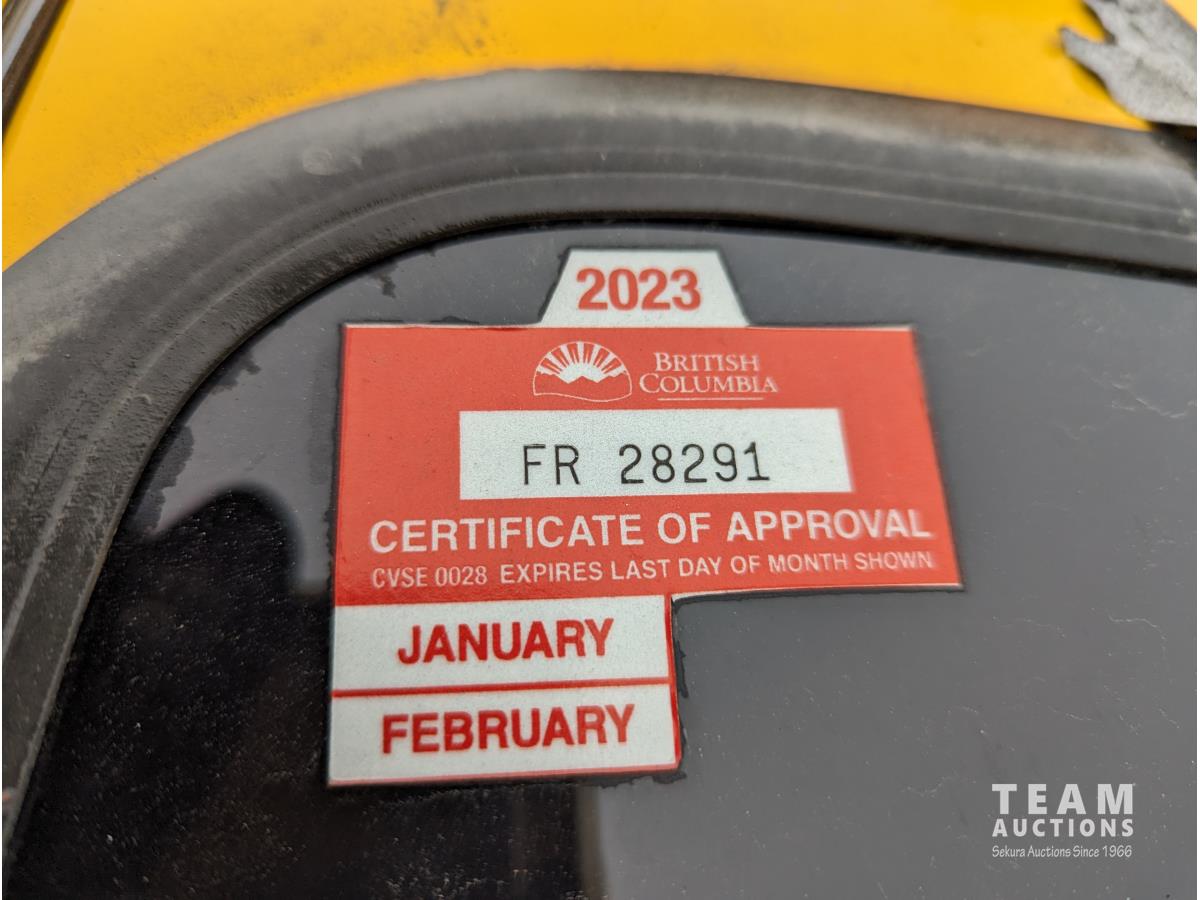 2023
BRITISH
COLUMBIA
FR 28291
CERTIFICATE OF APPROVAL
CVSE 0028 EXPIRES LAST DAY OF MONTH SHOWN
JANUARY
FEBRUARY
TEAM
AUCTIONS
Sekura Auctions Since 1966